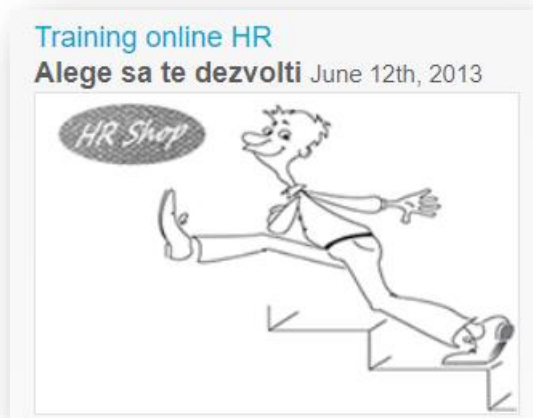 Training online HR
Alege sa te dezvolti June 12th, 2013
HR Shop